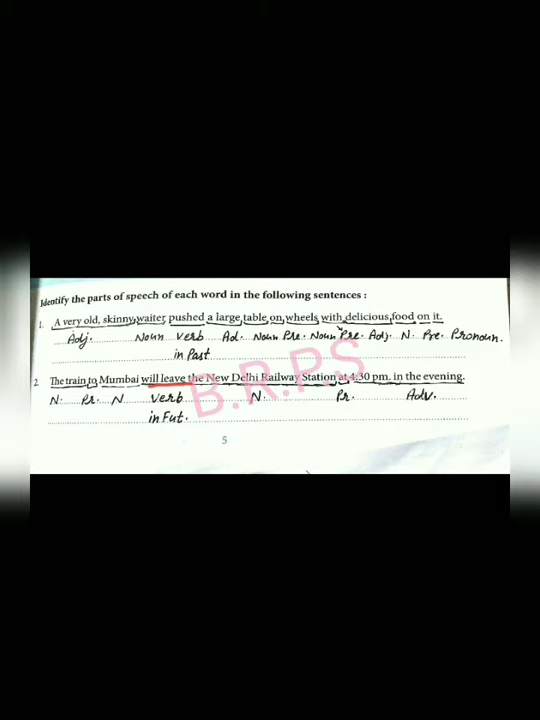 Identify the parts of speech of each word in the following sentences :
1. A very old, skinny, waiter, pushed a large, table, on, wheels, with, delicious, food on it.
Adj. Noun verb Ad. Noun Pre. Noun Pre. Adj. N. Pre. Pronoun.
in Past
2. The train to Mumbai will leave the New Delhi Railway Station at 4:30 pm. in the evening.
N. Pr. N verb N. Pr. Adv.
in Fut.
B.R.P.S
5